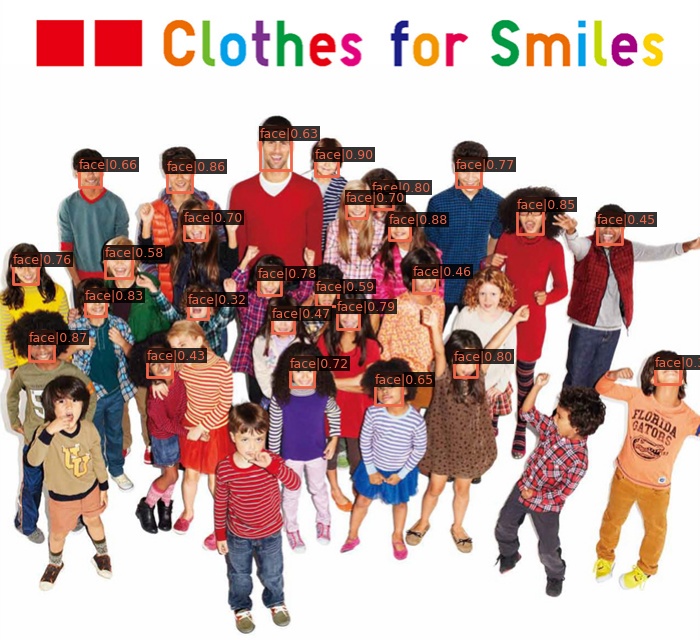 Clothes for Smiles
face|0.63
face|0.90
face|0.66
face|0.86
face|0.77
face|0.80
face|0.70
face|0.85
face|0.70
face|0.88
face|0.45
face|0.76
face|0.58
face|0.78
face|0.46
face|0.59
face|0.83
face|0.32
face|0.47
face|0.79
face|0.87
face|0.43
face|0.72
face|0.80
face|0.65
FLORIDA
GATORS